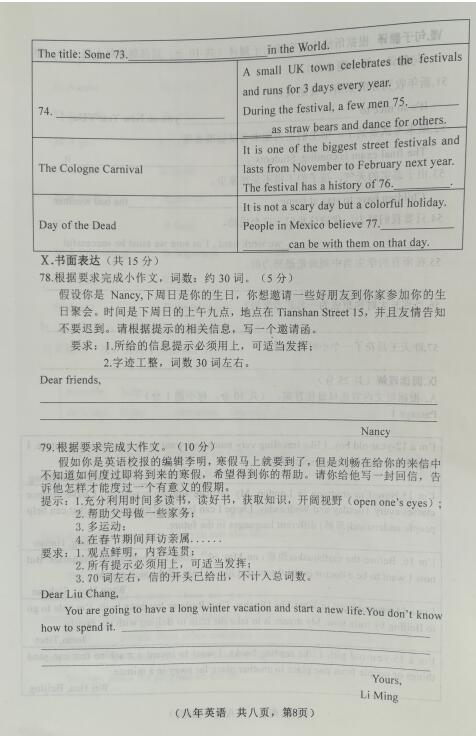 The title: Some 73. in the World.
74.
A small UK town celebrates the festivals
and runs for 3 days every year.
During the festival, a few men 75.
as straw bears and dance for others.
The Cologne Carnival
It is one of the biggest street festivals and
lasts from November to February next year.
The festival has a history of 76. .
Day of the Dead
It is not a scary day but a colorful holiday.
People in Mexico believe 77.
can be with them on that day.
X.书面表达（共 15 分）
78.根据要求完成小作文，词数：约 30 词。（5 分）
假设你是 Nancy,下周日是你的生日，你想邀请一些好朋友到你家参加你的生
日聚会。时间是下周日的上午九点，地点在 Tianshan Street 15，并且友情告知
不要迟到。请根据提示的相关信息，写一个邀请函。
要求：1.所给的信息提示必须用上，可适当发挥；
2.字迹工整，词数 30 词左右。
Dear friends,
Nancy
79.根据要求完成大作文。（10 分）
假如你是英语校报的编辑李明，寒假马上就要到了，但是刘畅在给你的来信中
不知道如何度过即将到来的寒假，希望得到你的帮助。请你给他写一封回信，告
诉他怎样才能度过一个有意义的假期。
提示：1.充分利用时间多读书，读好书，获取知识，开阔视野（open one's eyes）；
2. 帮助父母做一些家务；
3. 多运动；
4. 在春节期间拜访亲属......
要求：1. 观点鲜明，内容连贯；
2. 所有提示必须用上，可适当发挥；
3. 70 词左右，信的开头已给出，不计入总词数。
Dear Liu Chang,
You are going to have a long winter vacation and start a new life.You don't know
how to spend it.
Yours,
Li Ming
（八年英语 共八页，第8页）